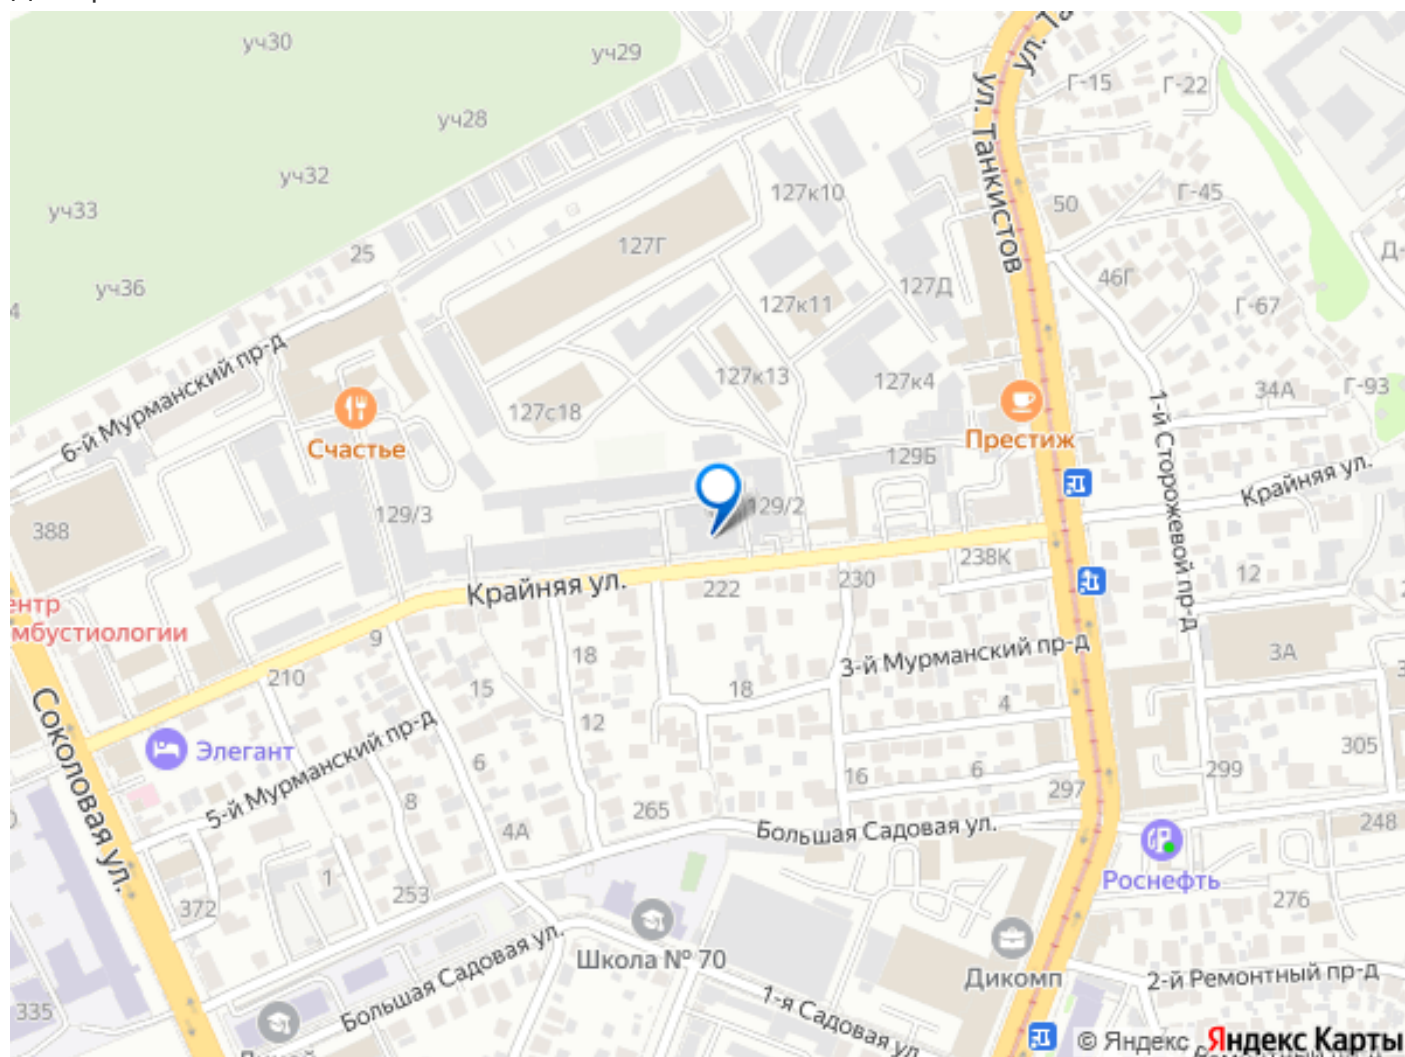 уч30
уч29
ул. Та
уч28
Г-15
Г-22
ул. Танкистов
уч32
127к10
Г-45
уч33
50
25
127Г
Д-
уч36
127Д
46Г
4
127к11
Г-67
6-й Мурманский пр-д
127к13
127к4
34А
Г-93
127с18
Счастье
Престиж
1-й Сторожевой пр-д
129Б
Крайняя ул.
388
129/3
129/2
238К
Крайняя ул.
222
230
12
ентр
мбустиологии
9
18
3-й Мурманский пр-д
3А
210
15
18
4
Соколовая ул.
12
Элегант
5-й Мурманский пр-д
6
16
6
305
299
297
8
265
4А
Большая Садовая ул.
248
1
Роснефть
253
372
276
Большая Садовая ул.
Школа № 70
Дикомп
2-й Ремонтный пр-д
335
1-я Садовая ул.
© Яндекс Яндекс Карты